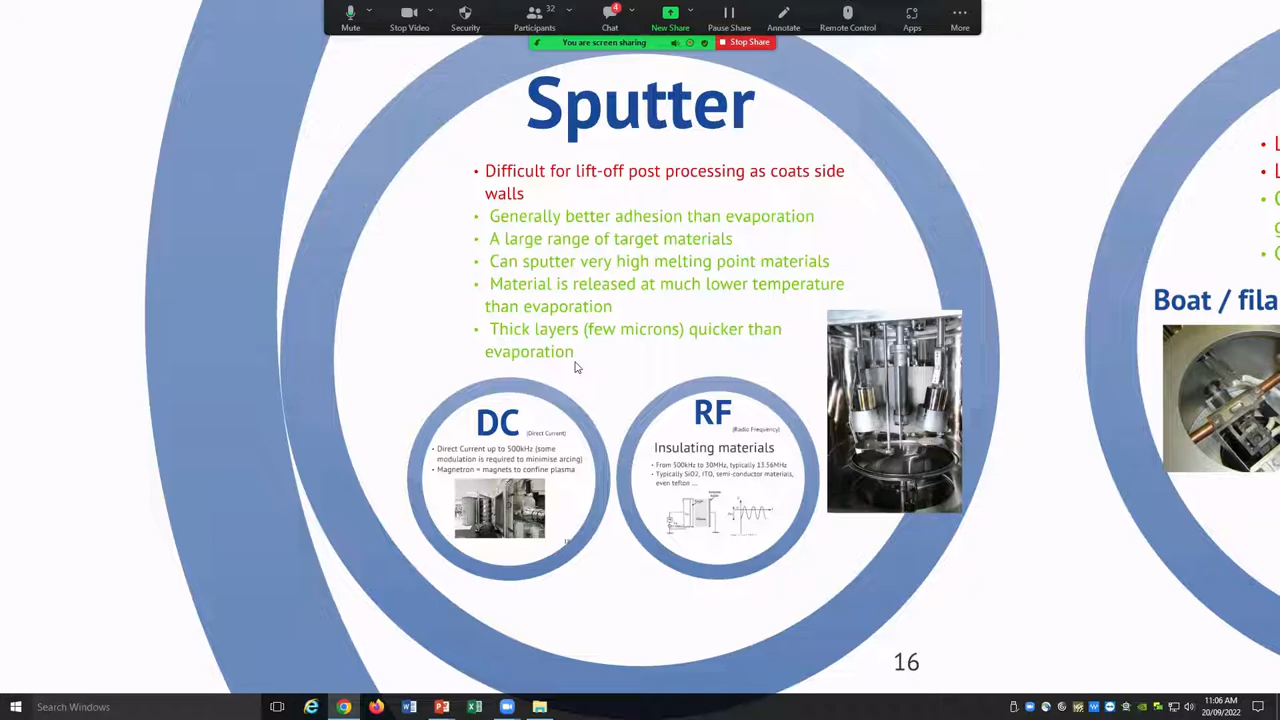 Mute
Stop Video
Security
Participants
32
Chat
4
New Share
Pause Share
Annotate
Remote Control
Apps
More
You are screen sharing
Stop Share
Sputter
• Difficult for lift-off post processing as coats side
walls
• Generally better adhesion than evaporation
• A large range of target materials
• Can sputter very high melting point materials
• Material is released at much lower temperature
than evaporation
• Thick layers (few microns) quicker than
evaporation
DC (Direct Current)
• Direct Current up to 500kHz (some
modulation is required to minimise arcing)
• Magnetron = magnets to confine plasma
RF
(Radio Frequency)
Insulating materials
• From 500kHz to 30MHz, typically 13.56MHz
• Typically SiO2, ITO, semi-conductor materials,
even teflon ...
Boat / fila
16
Search Windows
11:06 AM
20/09/2022